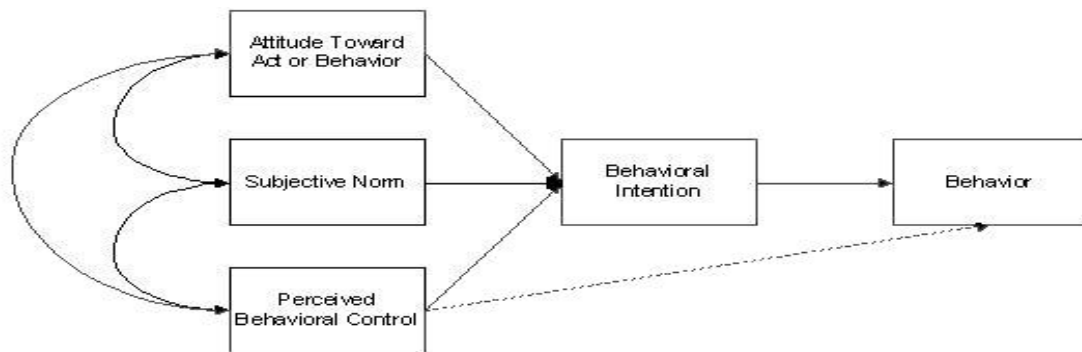 Attitude Toward
Act or Behavior
Subjective Norm
Behavioral
Intention
Behavior
Perceived
Behavioral Control